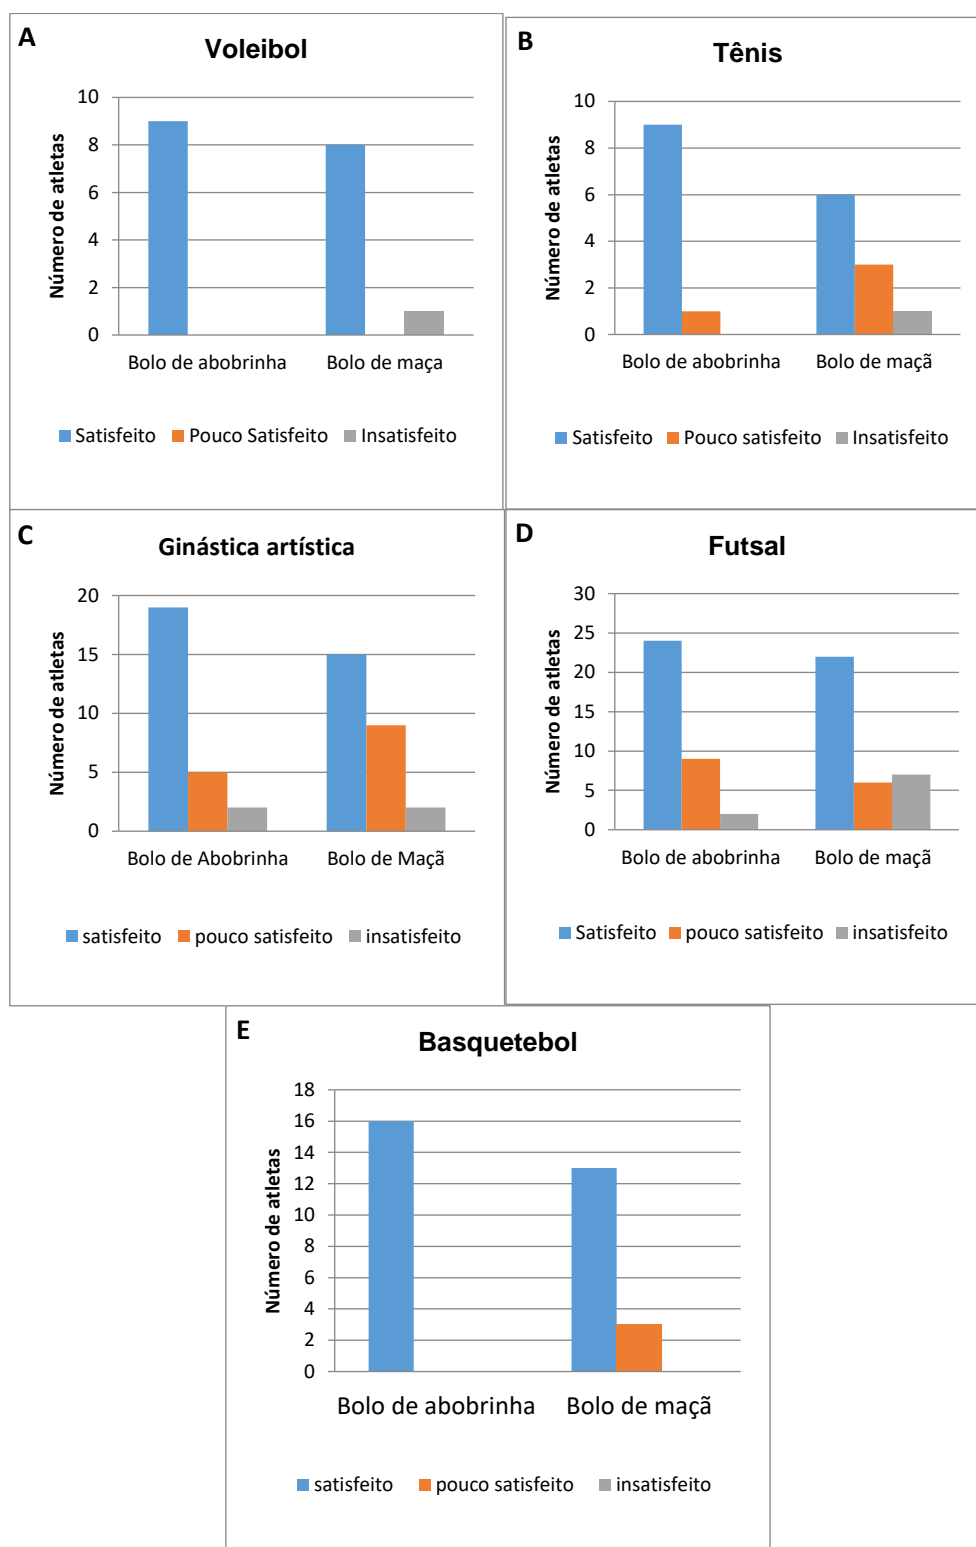 A
Voleibol
Número de atletas
10
8
6
4
2
0
Bolo de abobrinha
Bolo de maça
Satisfeito
Pouco Satisfeito
Insatisfeito
B
Tênis
Número de atletas
10
8
6
4
2
0
Bolo de abobrinha
Bolo de maçã
Satisfeito
Pouco satisfeito
Insatisfeito
C
Ginástica artística
Número de atletas
20
15
10
5
0
Bolo de Abobrinha
Bolo de Maçã
satisfeito
pouco satisfeito
insatisfeito
D
Futsal
Número de atletas
30
25
20
15
10
5
0
Bolo de abobrinha
Bolo de maçã
Satisfeito
pouco satisfeito
insatisfeito
E
Basquetebol
Número de atletas
18
16
14
12
10
8
6
4
2
0
Bolo de abobrinha
Bolo de maçã
satisfeito
pouco satisfeito
insatisfeito